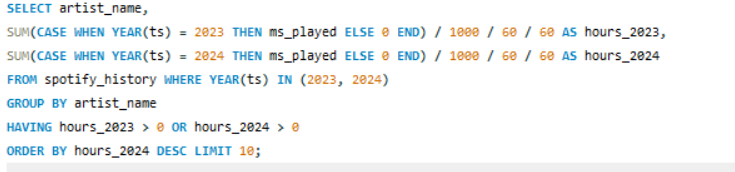 SELECT artist_name,
SUM(CASE WHEN YEAR(ts) = 2023 THEN ms_played ELSE 0 END) / 1000 / 60 / 60 AS hours_2023,
SUM(CASE WHEN YEAR(ts) = 2024 THEN ms_played ELSE 0 END) / 1000 / 60 / 60 AS hours_2024
FROM spotify_history WHERE YEAR(ts) IN (2023, 2024)
GROUP BY artist_name
HAVING hours_2023 > 0 OR hours_2024 > 0
ORDER BY hours_2024 DESC LIMIT 10;